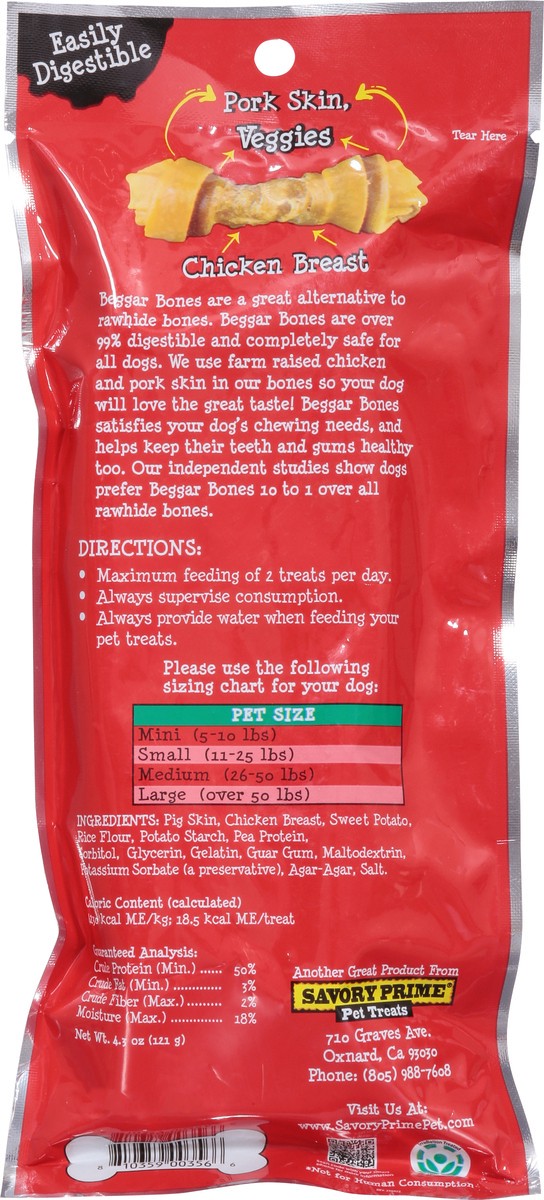 Easily
Digestible
Pork Skin,
Veggies
Tear Here
Chicken Breast
Beggar Bones are a great alternative to
rawhide bones. Beggar Bones are over
99% digestible and completely safe for
all dogs. We use farm raised chicken
and pork skin in our bones so your dog
will love the great taste! Beggar Bones
satisfies your dog's chewing needs, and
helps keep their teeth and gums healthy
too. Our independent studies show dogs
prefer Beggar Bones 10 to 1 over all
rawhide bones.
DIRECTIONS:
• Maximum feeding of 2 treats per day.
• Always supervise consumption.
• Always provide water when feeding your
pet treats.
Please use the following
sizing chart for your dog:
PET SIZE
Mini (5-10 lbs)
Small (11-25 lbs)
Medium (26-50 lbs)
Large (over 50 lbs)
INGREDIENTS: Pig Skin, Chicken Breast, Sweet Potato,
Rice Flour, Potato Starch, Pea Protein,
Sorbitol, Glycerin, Gelatin, Guar Gum, Maltodextrin,
Potassium Sorbate (a preservative), Agar-Agar, Salt.
Caloric Content (calculated)
kcal ME/kg; 18.5 kcal ME/treat
Guranteed Analysis:
Crude Protein (Min.) ...... 50%
Crude Fat (Min.) ............ 3%
Crude Fiber (Max.) ......... 2%
Moisture (Max.) .............. 18%
Net Wt. 4.3 oz (121 g)
Another Great Product From
SAVORY PRIME®
Pet Treats
710 Graves Ave.
Oxnard, Ca 93030
Phone: (805) 988-7608
Visit Us At:
www.SavoryPrimePet.com
8 10359 00356 6
*Not for Human Consumption